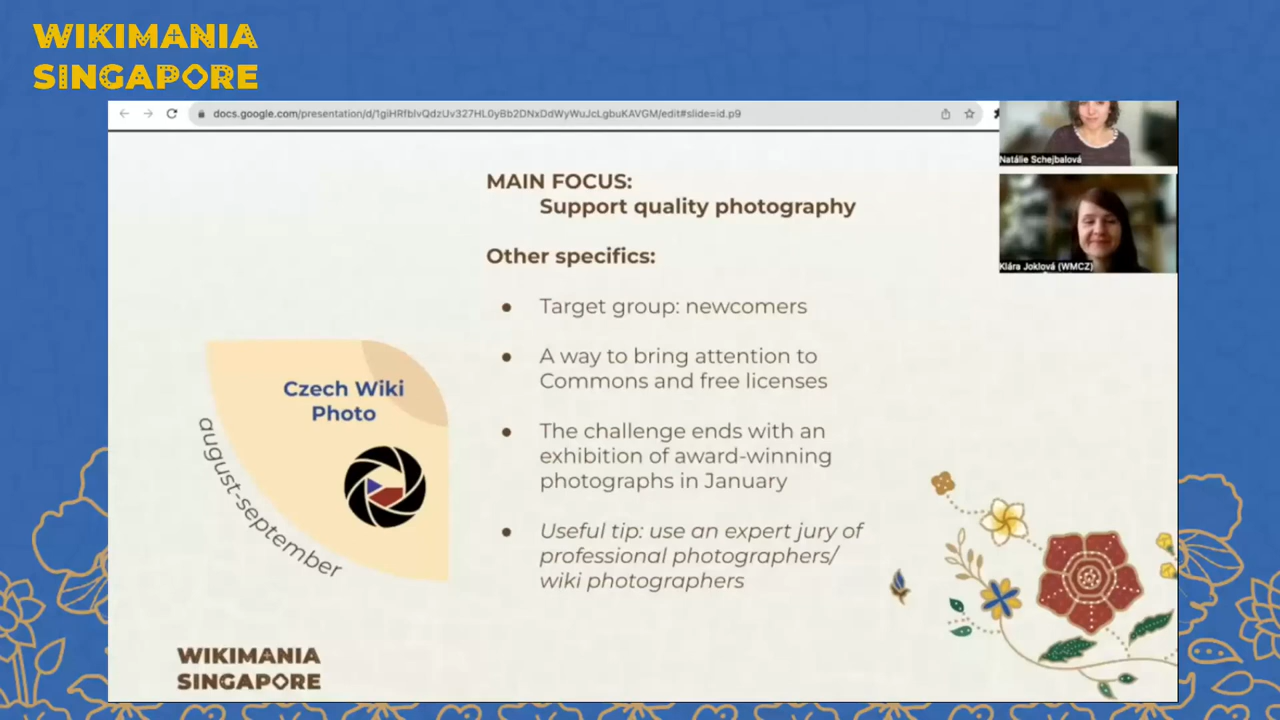 WIKIMANIA
SINGAPORE
docs.google.com/presentation/d/1giHRfblvQdzUv327HL0yBb2DNxDdWyWuJcLgbuKAVGM/edit#slide=id.p9
Natálie Schejbalová
Klára Joklová (WMCZ)
MAIN FOCUS:
Support quality photography
Other specifics:
● Target group: newcomers
● A way to bring attention to
Commons and free licenses
● The challenge ends with an
exhibition of award-winning
photographs in January
● Useful tip: use an expert jury of
professional photographers/
wiki photographers
Czech Wiki
Photo
august-september
WIKIMANIA
SINGAPORE